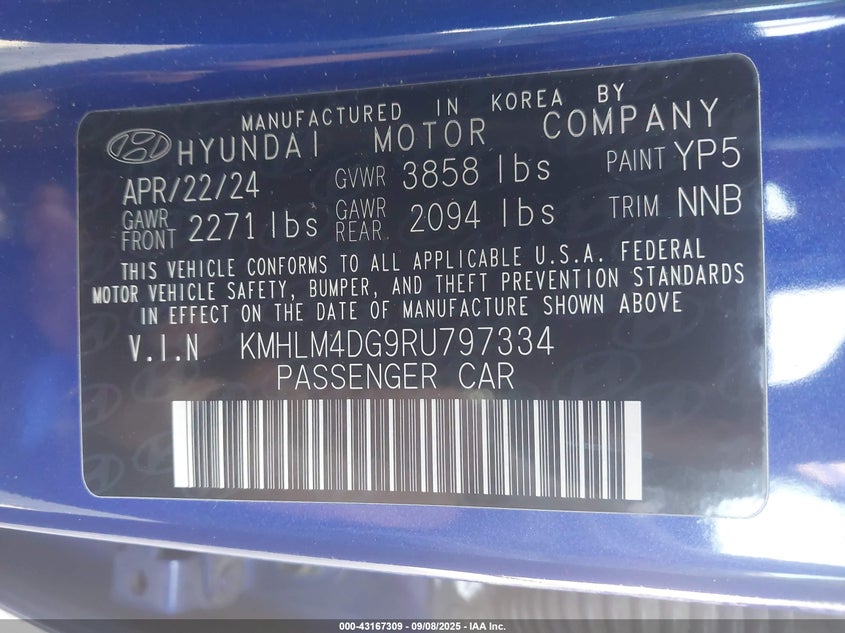 MANUFACTURED IN KOREA BY
HYUNDAI MOTOR COMPANY
APR/22/24 GVWR 3858 lbs PAINT YP5
GAWR FRONT 2271 lbs GAWR REAR 2094 lbs TRIM NNB
THIS VEHICLE CONFORMS TO ALL APPLICABLE U.S.A. FEDERAL
MOTOR VEHICLE SAFETY, BUMPER, AND THEFT PREVENTION STANDARDS
IN EFFECT ON THE DATE OF MANUFACTURE SHOWN ABOVE
V.I.N KMHLM4DG9RU797334
PASSENGER CAR
000-43167309 - 09/08/2025 - IAA Inc.